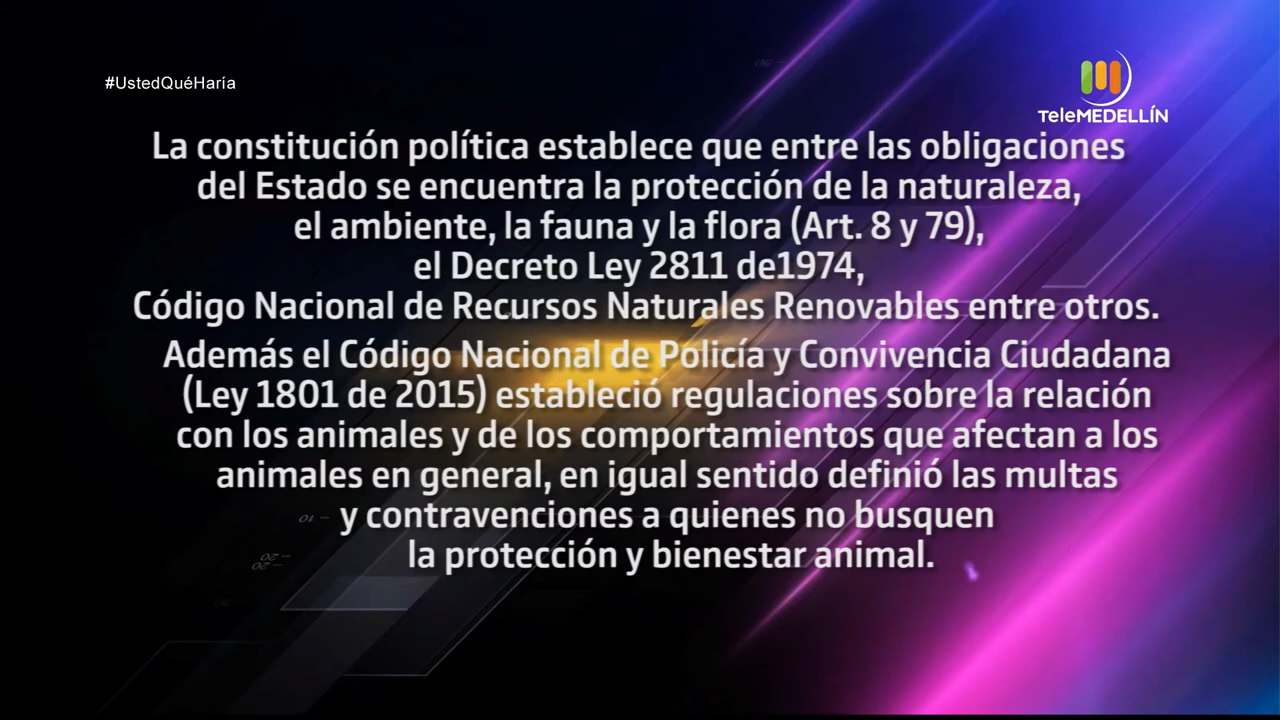 #UstedQuéHaría
TeleMEDELLÍN
La constitución política establece que entre las obligaciones
del Estado se encuentra la protección de la naturaleza,
el ambiente, la fauna y la flora (Art. 8 y 79),
el Decreto Ley 2811 de1974,
Código Nacional de Recursos Naturales Renovables entre otros.
Además el Código Nacional de Policía y Convivencia Ciudadana
(Ley 1801 de 2015) estableció regulaciones sobre la relación
con los animales y de los comportamientos que afectan a los
animales en general, en igual sentido definió las multas
y contravenciones a quienes no busquen
la protección y bienestar animal.